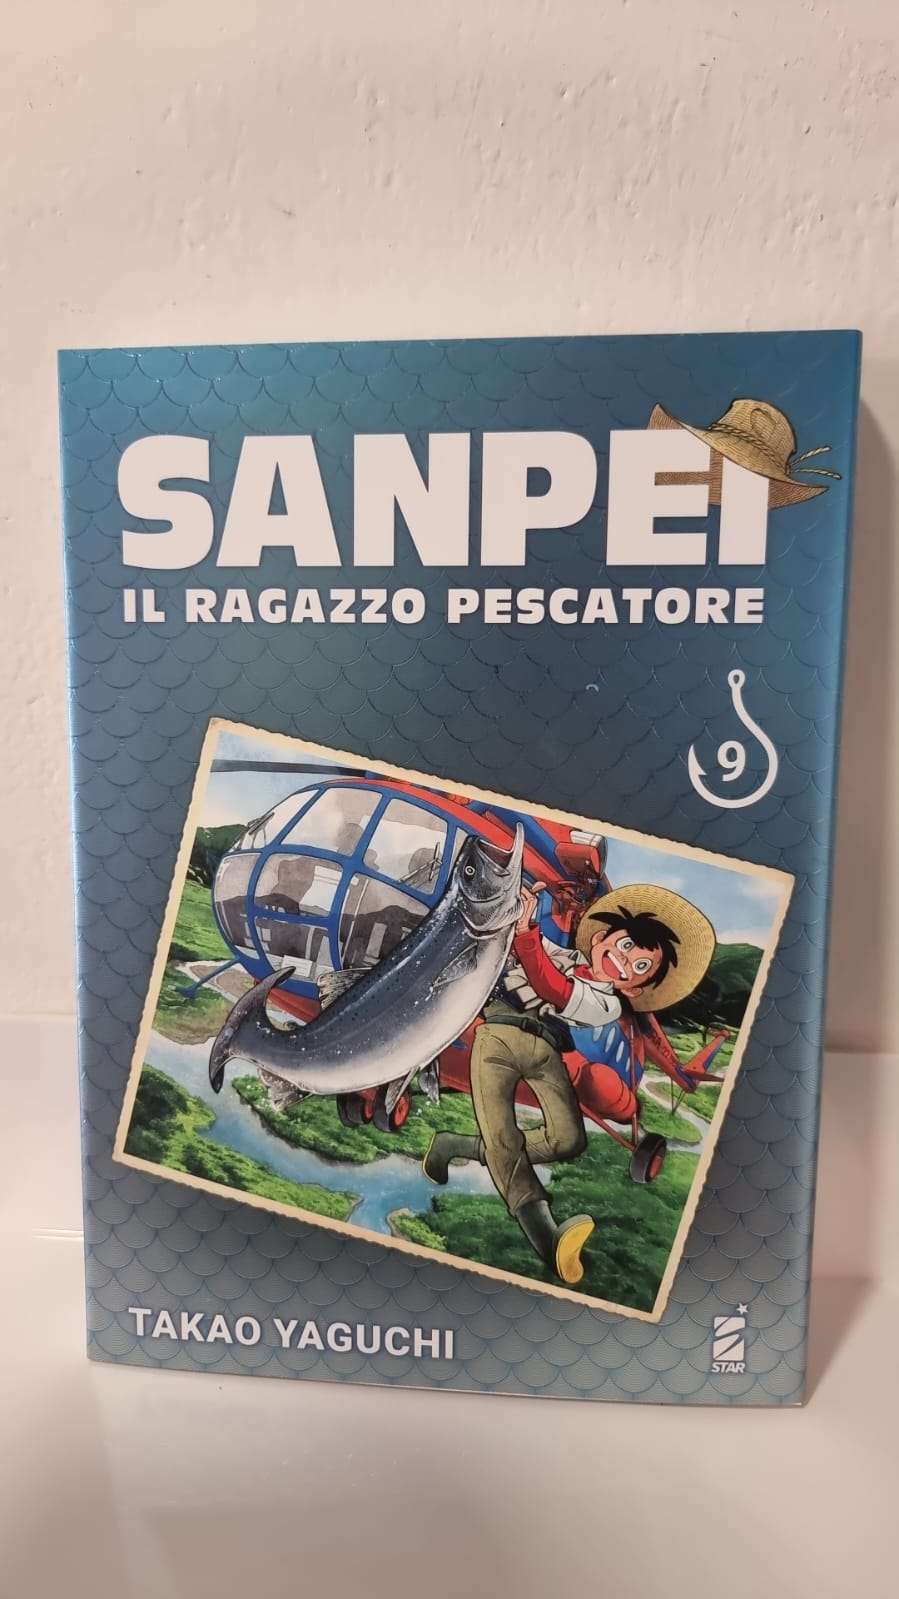 SANPEI
IL RAGAZZO PESCATORE
9
TAKAO YAGUCHI
STAR